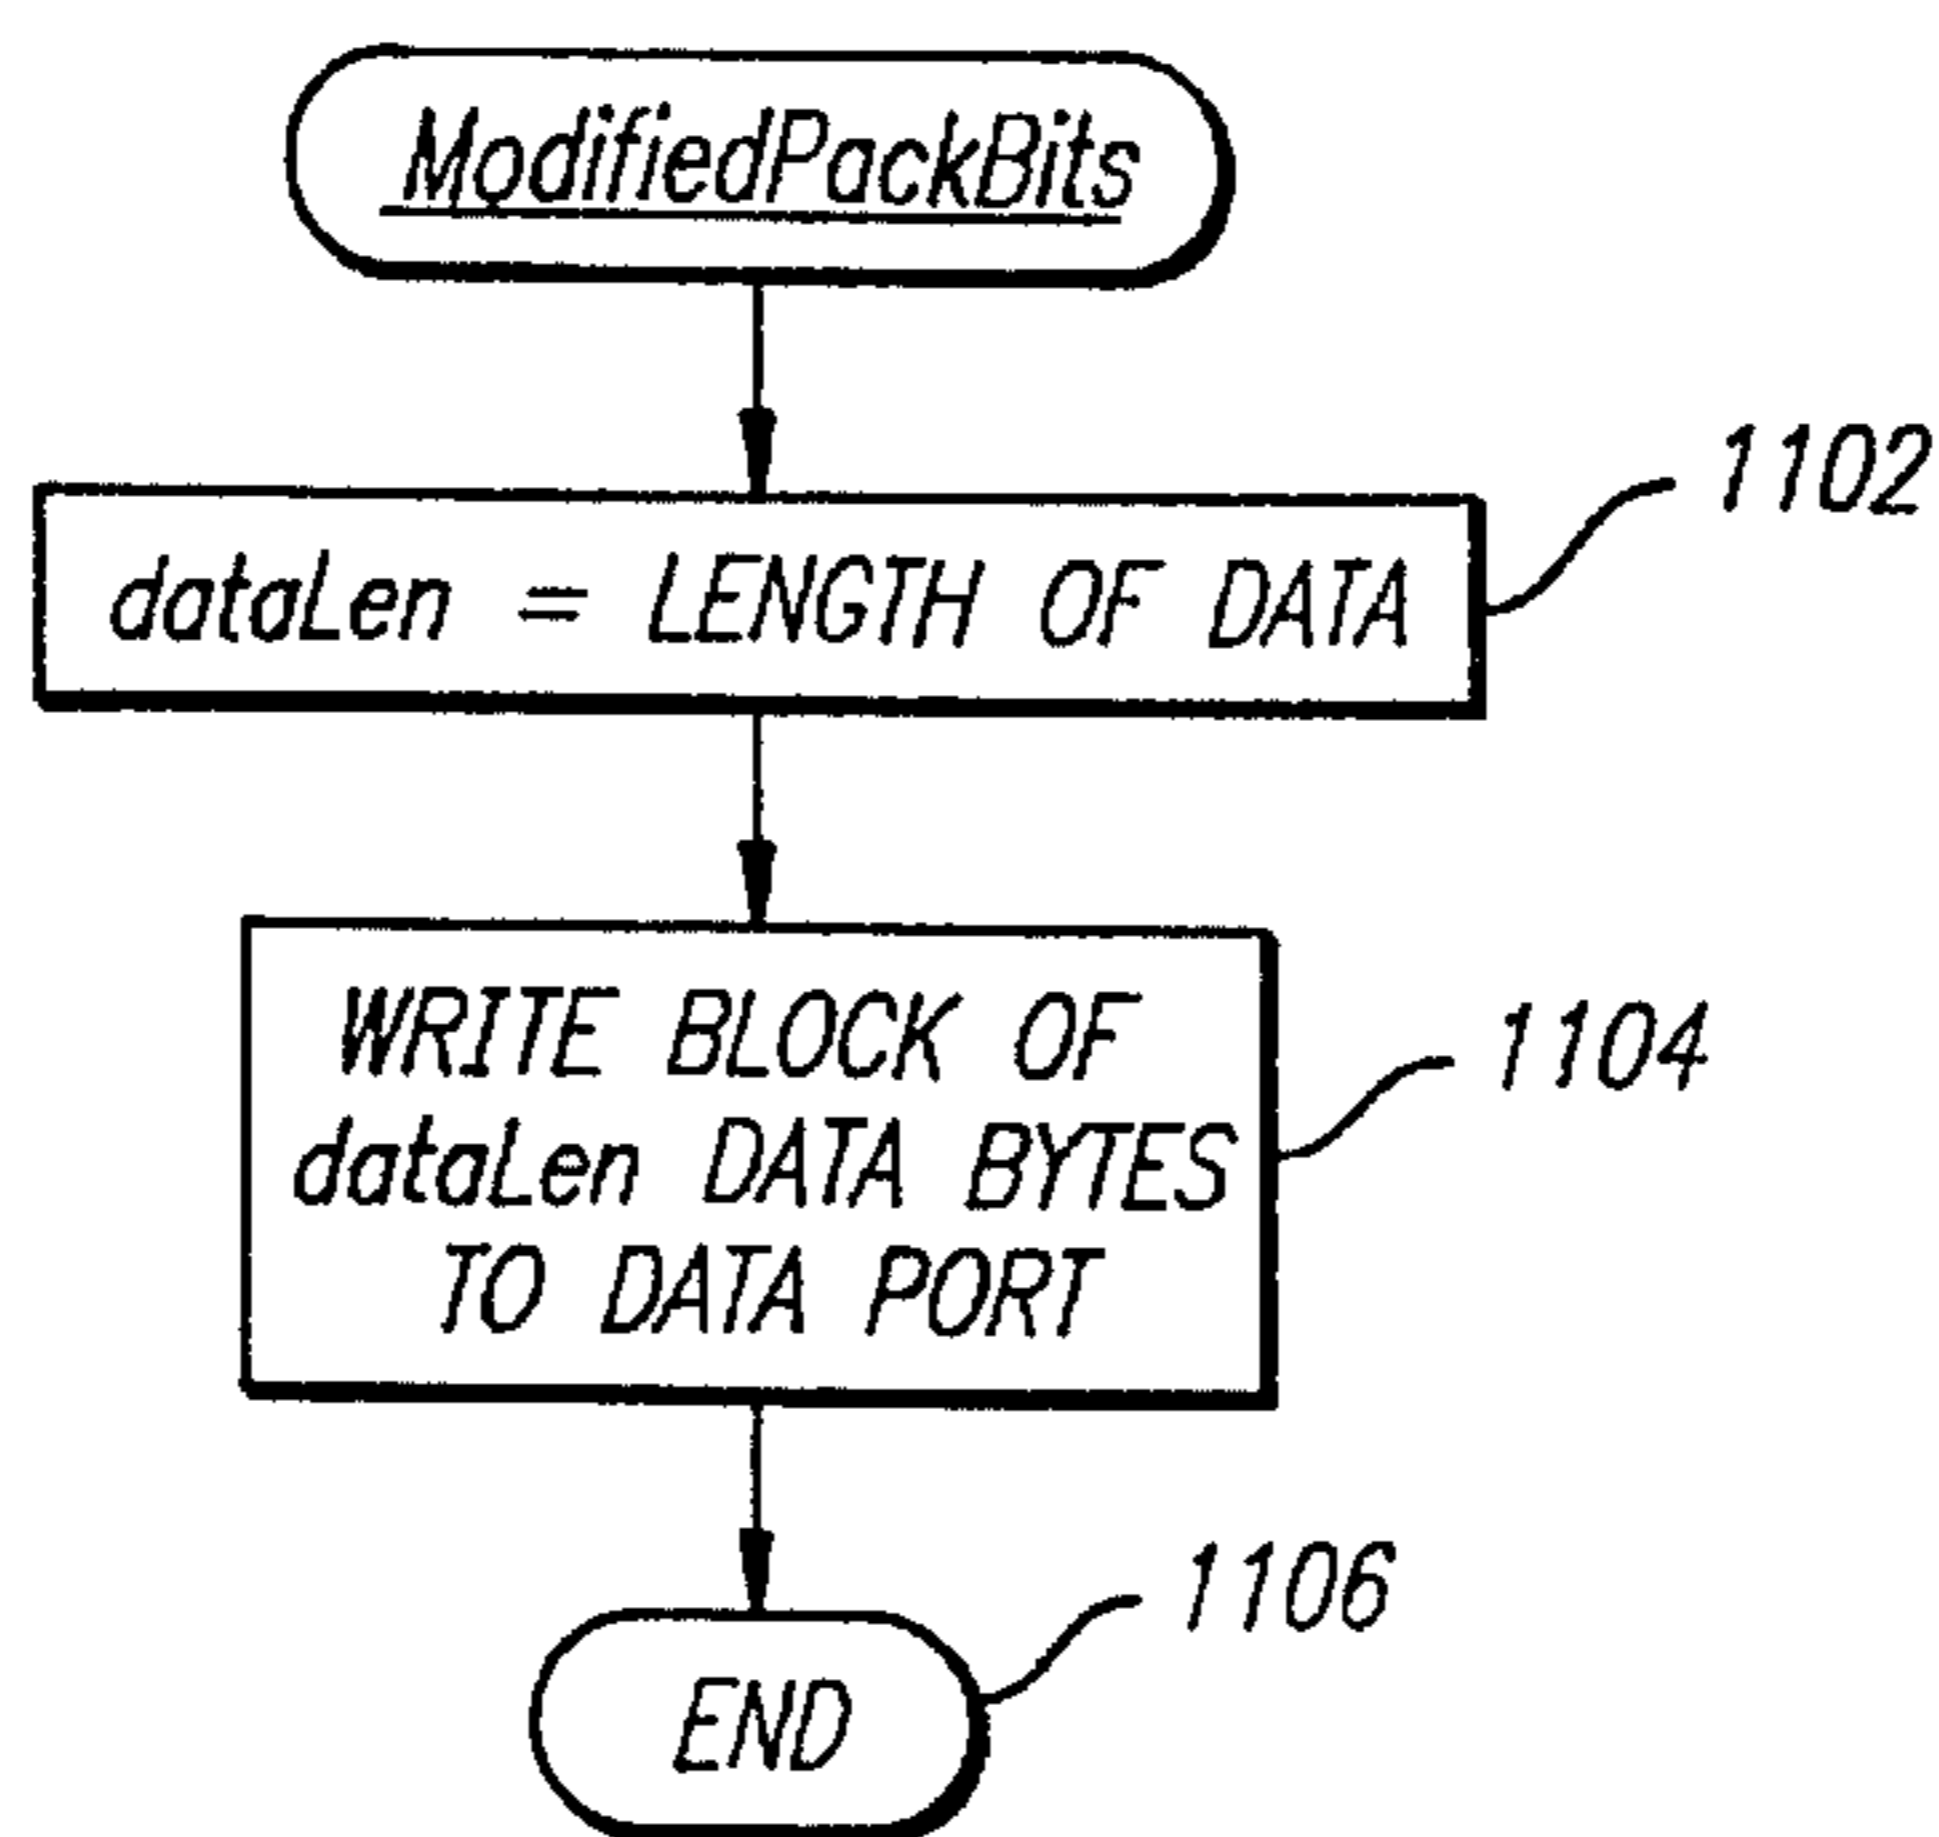 ModifiedPackBits
1102
dataLen = LENGTH OF DATA
WRITE BLOCK OF
1104
dataLen DATA BYTES
TO DATA PORT
1106
END